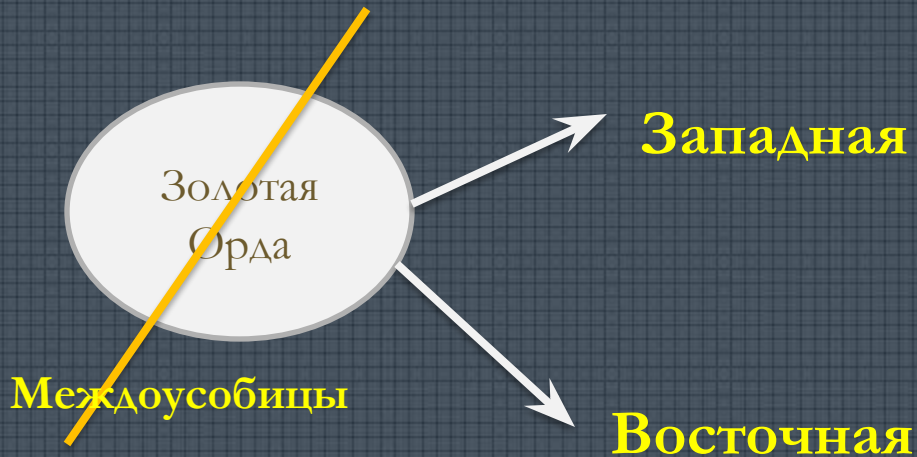 Западная
Золотая
Орда
Междоусобицы
Восточная